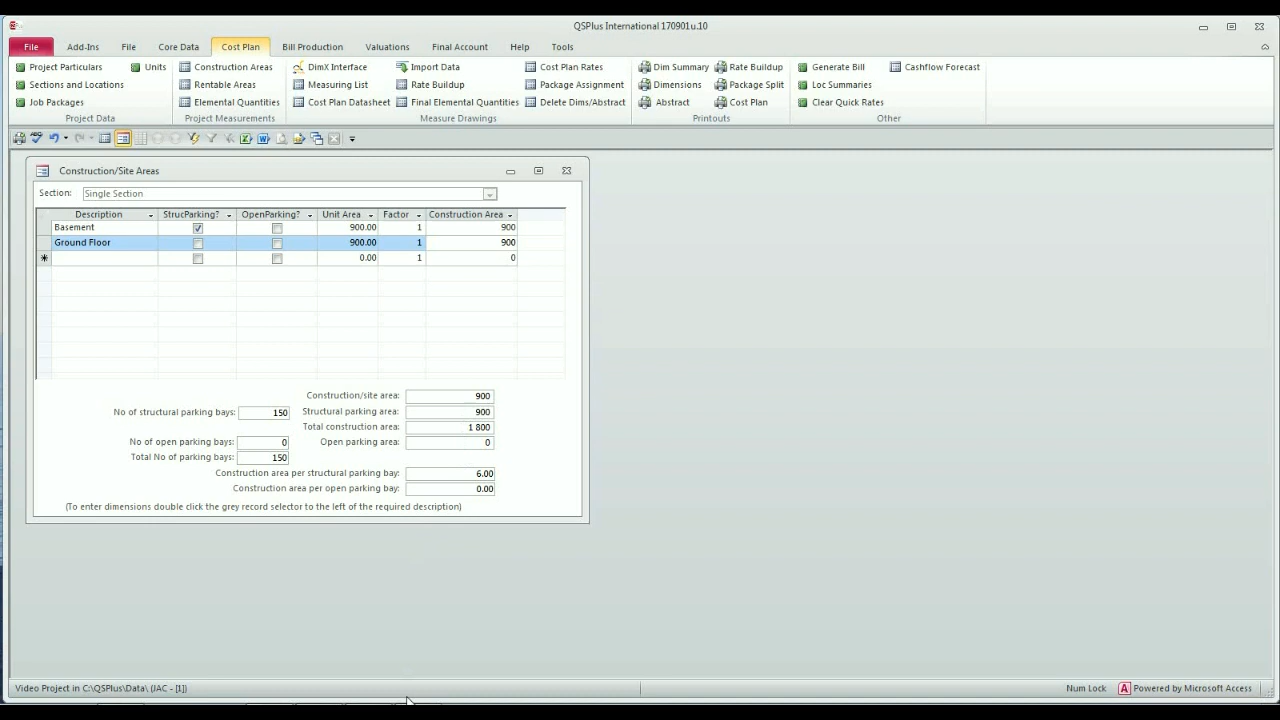 QSPlus International 170901u.10
File Add-Ins File Core Data Cost Plan Bill Production Valuations Final Account Help Tools
Project Particulars Units Construction Areas DimX Interface Import Data Cost Plan Rates Dim Summary Rate Buildup Generate Bill Cashflow Forecast
Sections and Locations Rentable Areas Measuring List Rate Buildup Package Assignment Dimensions Package Split Loc Summaries
Job Packages Elemental Quantities Cost Plan Datasheet Final Elemental Quantities Delete Dims/Abstract Abstract Cost Plan Clear Quick Rates
Project Data Project Measurements Measure Drawings Printouts Other
Construction/Site Areas
Section: Single Section
Description StrucParking? OpenParking? Unit Area Factor Construction Area
Basement 900.00 1 900
Ground Floor 900.00 1 900
0.00 1 0
Construction/site area: 900
No of structural parking bays: 150 Structural parking area: 900
Total construction area: 1 800
No of open parking bays: 0 Open parking area: 0
Total No of parking bays: 150
Construction area per structural parking bay: 6.00
Construction area per open parking bay: 0.00
(To enter dimensions double click the grey record selector to the left of the required description)
Video Project in C:\QSPlus\Data\ (JAC - [1]) Num Lock Powered by Microsoft Access